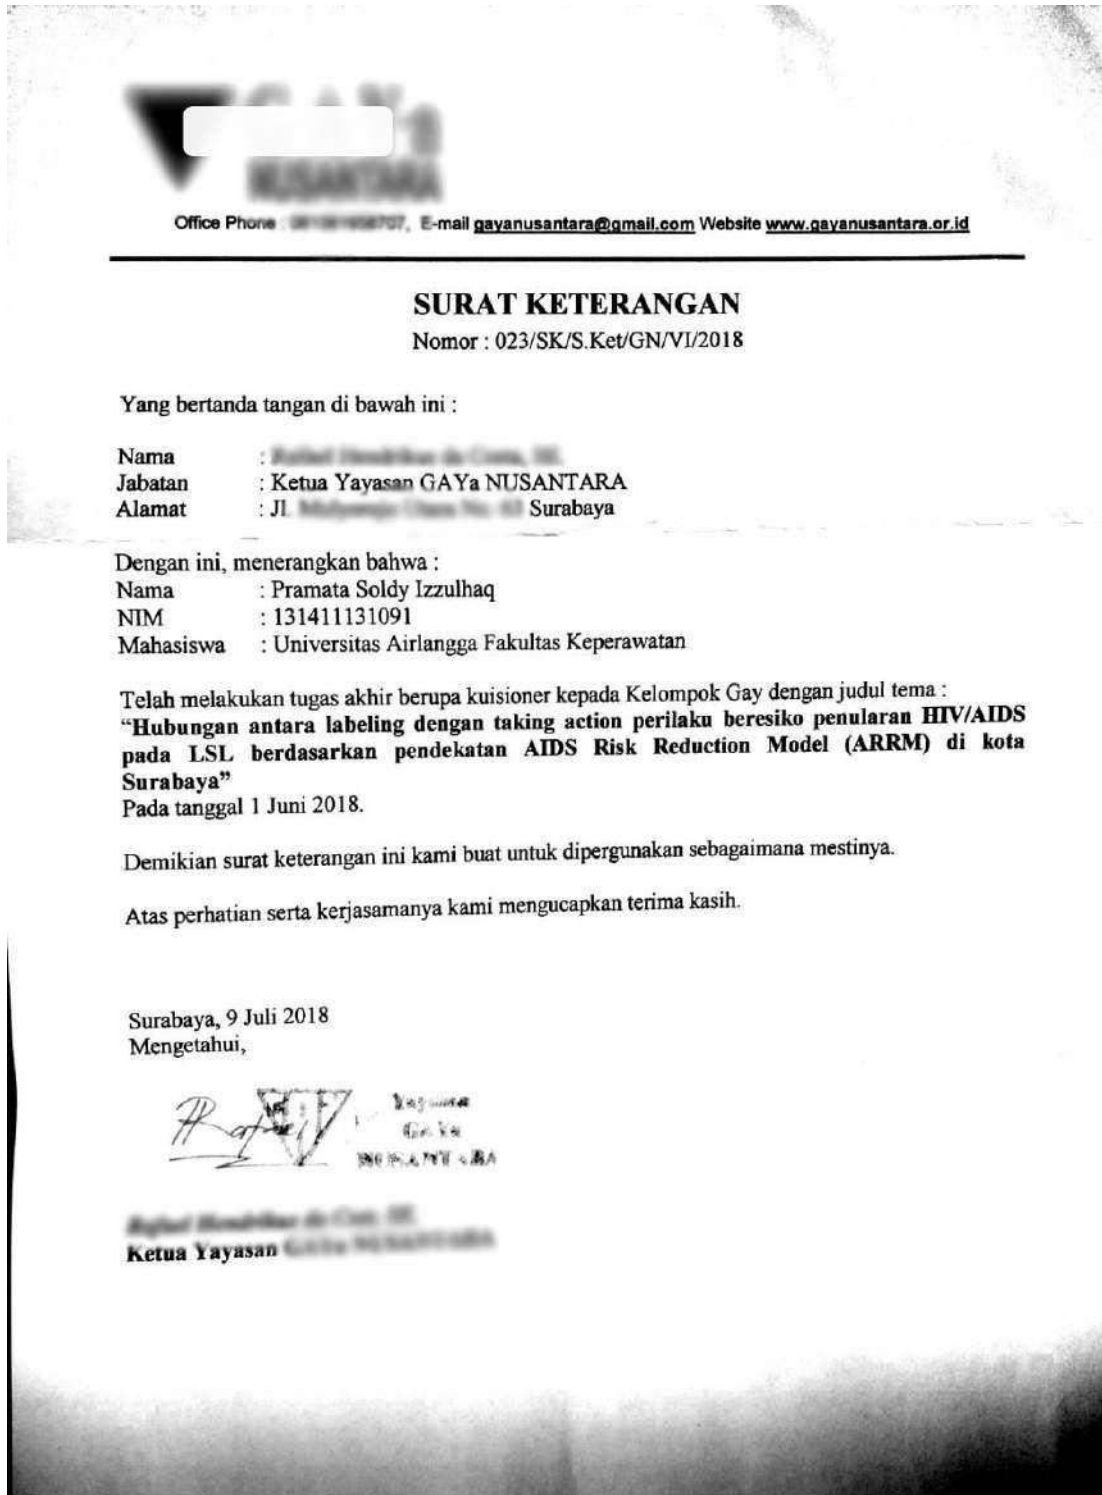 NUSANTARA
Office Phone : E-mail gayanusantara@gmail.com Website www.gayanusantara.or.id
SURAT KETERANGAN
Nomor : 023/SK/S.Ket/GN/VI/2018
Yang bertanda tangan di bawah ini :
Nama :
Jabatan : Ketua Yayasan GAYa NUSANTARA
Alamat : Jl. Surabaya
Dengan ini, menerangkan bahwa :
Nama : Pramata Soldy Izzulhaq
NIM : 131411131091
Mahasiswa : Universitas Airlangga Fakultas Keperawatan
Telah melakukan tugas akhir berupa kuisioner kepada Kelompok Gay dengan judul tema :
“Hubungan antara labeling dengan taking action perilaku beresiko penularan HIV/AIDS
pada LSL berdasarkan pendekatan AIDS Risk Reduction Model (ARRM) di kota
Surabaya”
Pada tanggal 1 Juni 2018.
Demikian surat keterangan ini kami buat untuk dipergunakan sebagaimana mestinya.
Atas perhatian serta kerjasamanya kami mengucapkan terima kasih.
Surabaya, 9 Juli 2018
Mengetahui,
Yayasan
GAYa
NUSANTARA
Ketua Yayasan